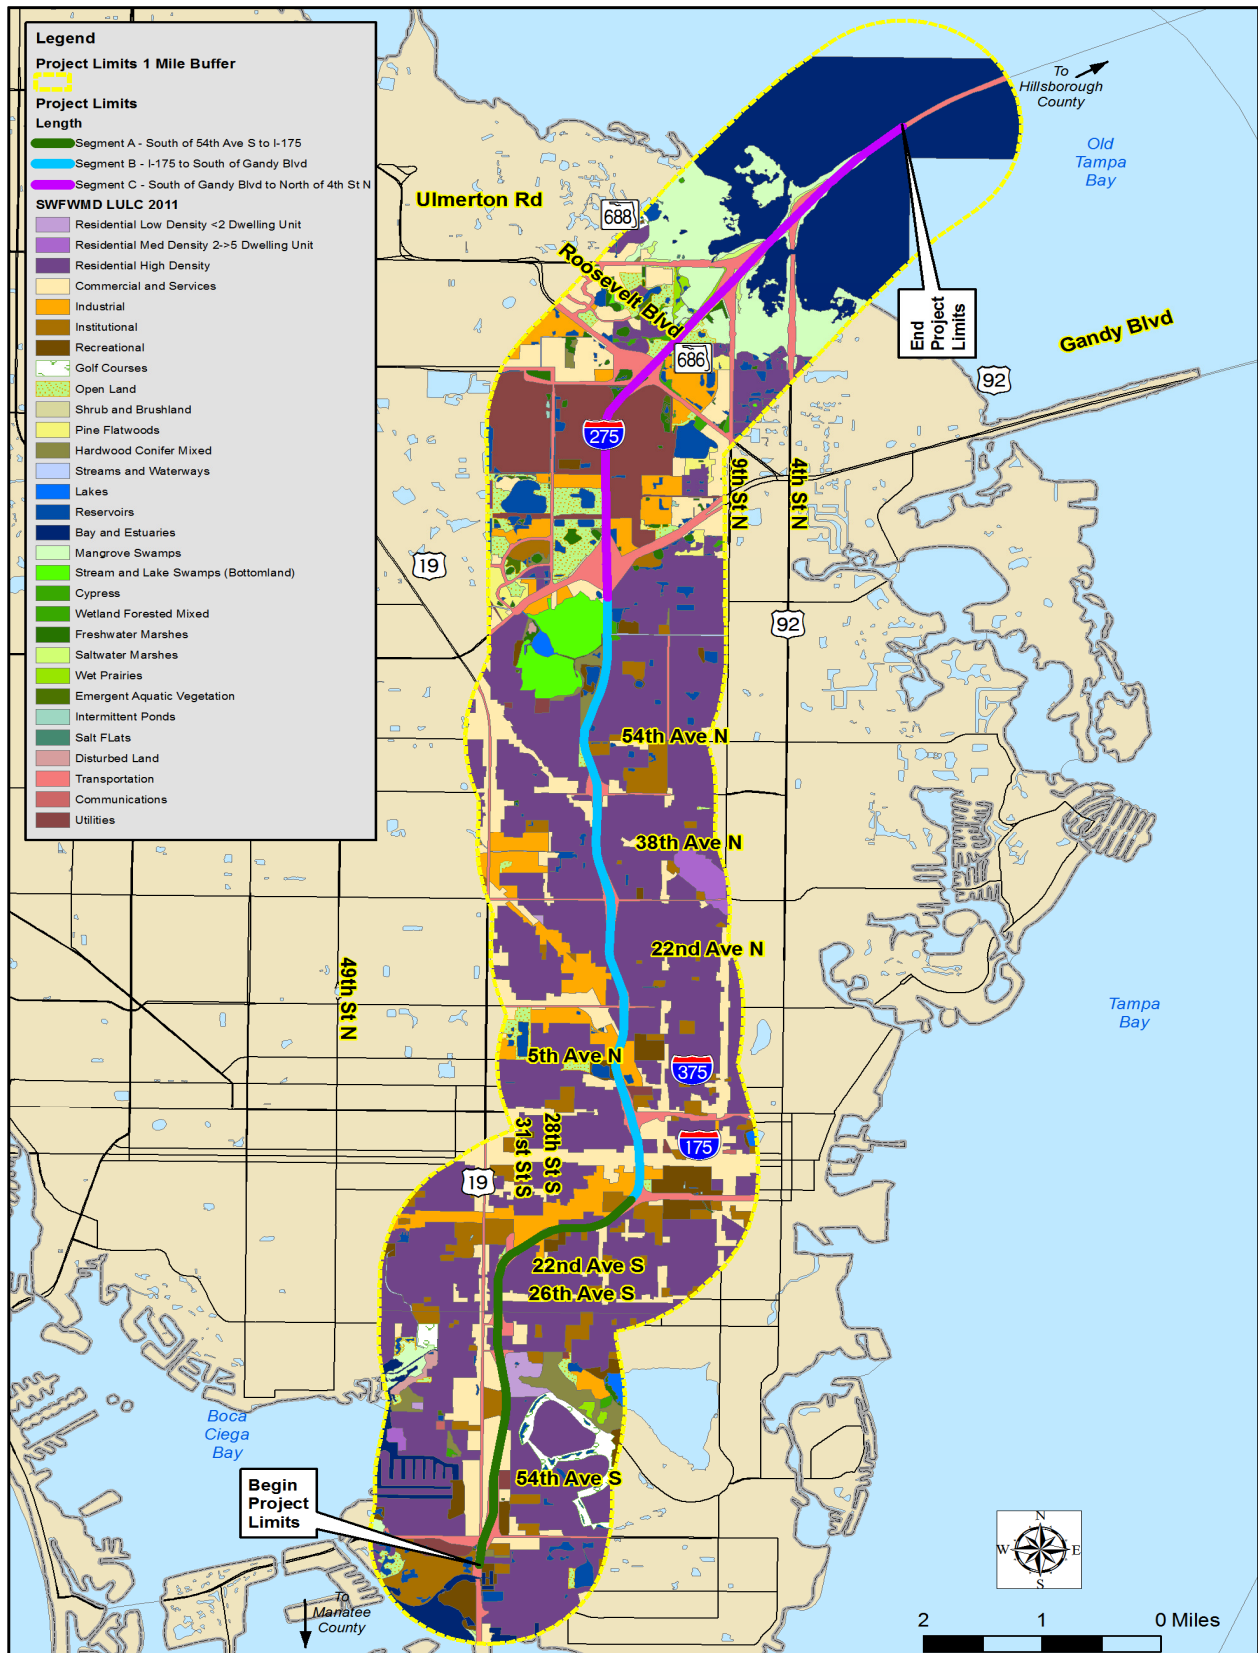 Legend
Project Limits 1 Mile Buffer
Project Limits
Length
Segment A - South of 54th Ave S to I-175
Segment B - I-175 to South of Gandy Blvd
Segment C - South of Gandy Blvd to North of 4th St N
SWFWMD LULC 2011
Residential Low Density <2 Dwelling Unit
Residential Med Density 2->5 Dwelling Unit
Residential High Density
Commercial and Services
Industrial
Institutional
Recreational
Golf Courses
Open Land
Shrub and Brushland
Pine Flatwoods
Hardwood Conifer Mixed
Streams and Waterways
Lakes
Reservoirs
Bay and Estuaries
Mangrove Swamps
Stream and Lake Swamps (Bottomland)
Cypress
Wetland Forested Mixed
Freshwater Marshes
Saltwater Marshes
Wet Prairies
Emergent Aquatic Vegetation
Intermittent Ponds
Salt FLats
Disturbed Land
Transportation
Communications
Utilities
To
Hillsborough
County
Old
Tampa
Bay
Ulmerton Rd
688
Roosevelt Blvd
686
End
Project
Limits
Gandy Blvd
92
275
9th St N
4th St N
19
92
54th Ave N
38th Ave N
22nd Ave N
49th St N
Tampa
Bay
5th Ave N
375
28th St S
31st St S
175
19
22nd Ave S
26th Ave S
Boca
Ciega
Bay
54th Ave S
Begin
Project
Limits
To
Manatee
County
N
W
E
S
2
1
0 Miles